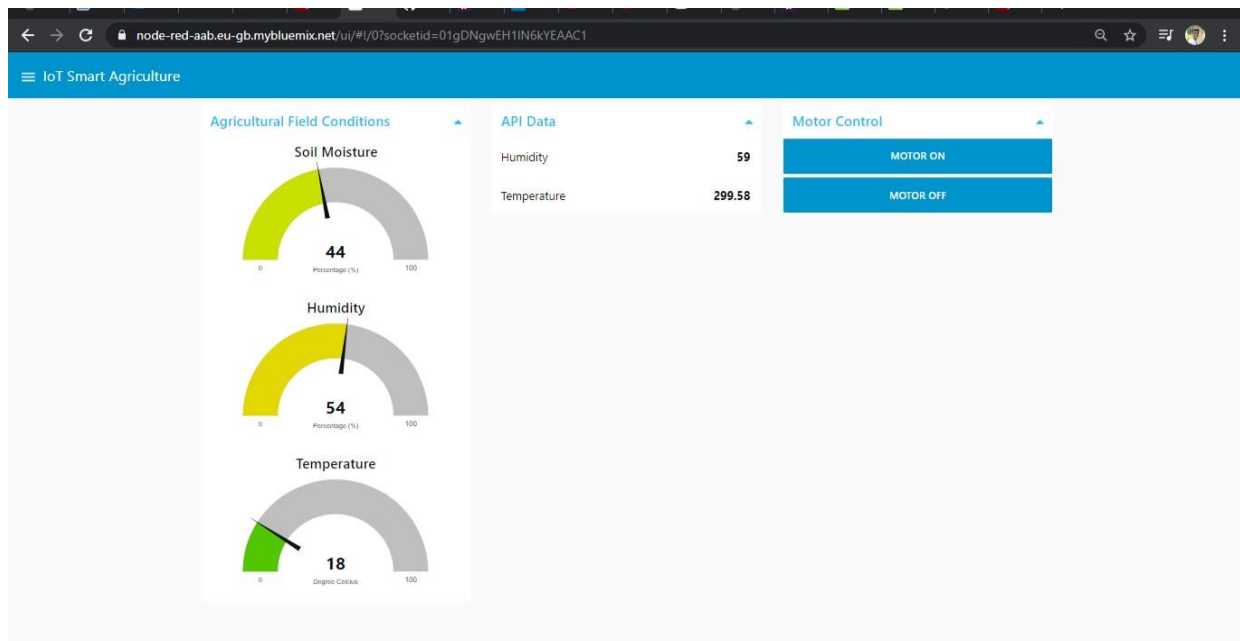 node-red-aab.eu-gb.mybluemix.net/ui/#!/0?socketid=01gDNgwEH1IN6kYEAAC1
IoT Smart Agriculture
Agricultural Field Conditions
Soil Moisture
44
0 Percentage (%) 100
Humidity
54
0 Percentage (%) 100
Temperature
18
0 Degree Celcius 100
API Data
Humidity 59
Temperature 299.58
Motor Control
MOTOR ON
MOTOR OFF